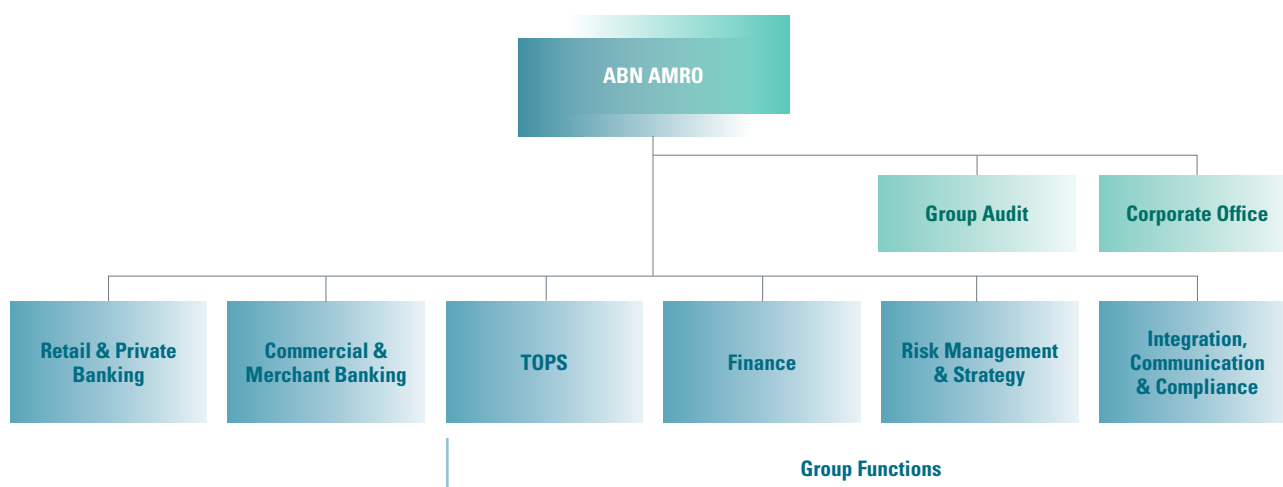 ABN AMRO
Group Audit
Corporate Office
Retail & Private
Banking
Commercial &
Merchant Banking
TOPS
Finance
Risk Management
& Strategy
Integration,
Communication
& Compliance
Group Functions